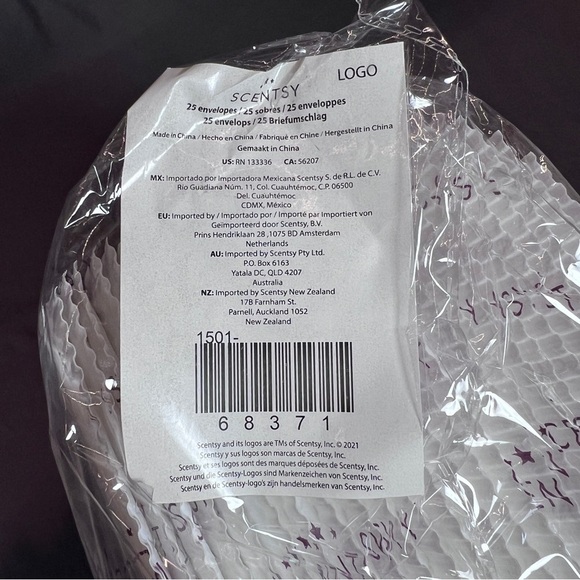 LOGO
SCENTSY
25 envelopes / 25 sobres / 25 enveloppes
25 envelops / 25 Briefumschlag
Made in China / Hecho en China / Fabriqué en Chine / Hergestellt in China
Gemaakt in China
US: RN 133336 CA: 56207
MX: Importado por Importadora Mexicana Scentsy S. de R.L. de C.V.
Río Guadiana Núm. 11, Col. Cuauhtémoc, C.P. 06500
Del. Cuauhtémoc
CDMX, México
EU: Imported by / Importado por / Importé par Importiert von
Geïmporteerd door Scentsy, B.V.
Prins Hendriklaan 28 ,1075 BD Amsterdam
Netherlands
AU: Imported by Scentsy Pty Ltd.
P.O. Box 6163
Yatala DC, QLD 4207
Australia
NZ: Imported by Scentsy New Zealand
17B Farnham St.
Parnell, Auckland 1052
New Zealand
1501-
68371
Scentsy and its logos are TMs of Scentsy, Inc. © 2021
Scentsy y sus logos son marcas de Scentsy, Inc.
Scentsy et ses logos sont des marques déposées de Scentsy, Inc.
Scentsy und die Scentsy-Logos sind Markenzeichen von Scentsy, Inc.
Scentsy en de Scentsy-logo's zijn handelsmerken van Scentsy, Inc.